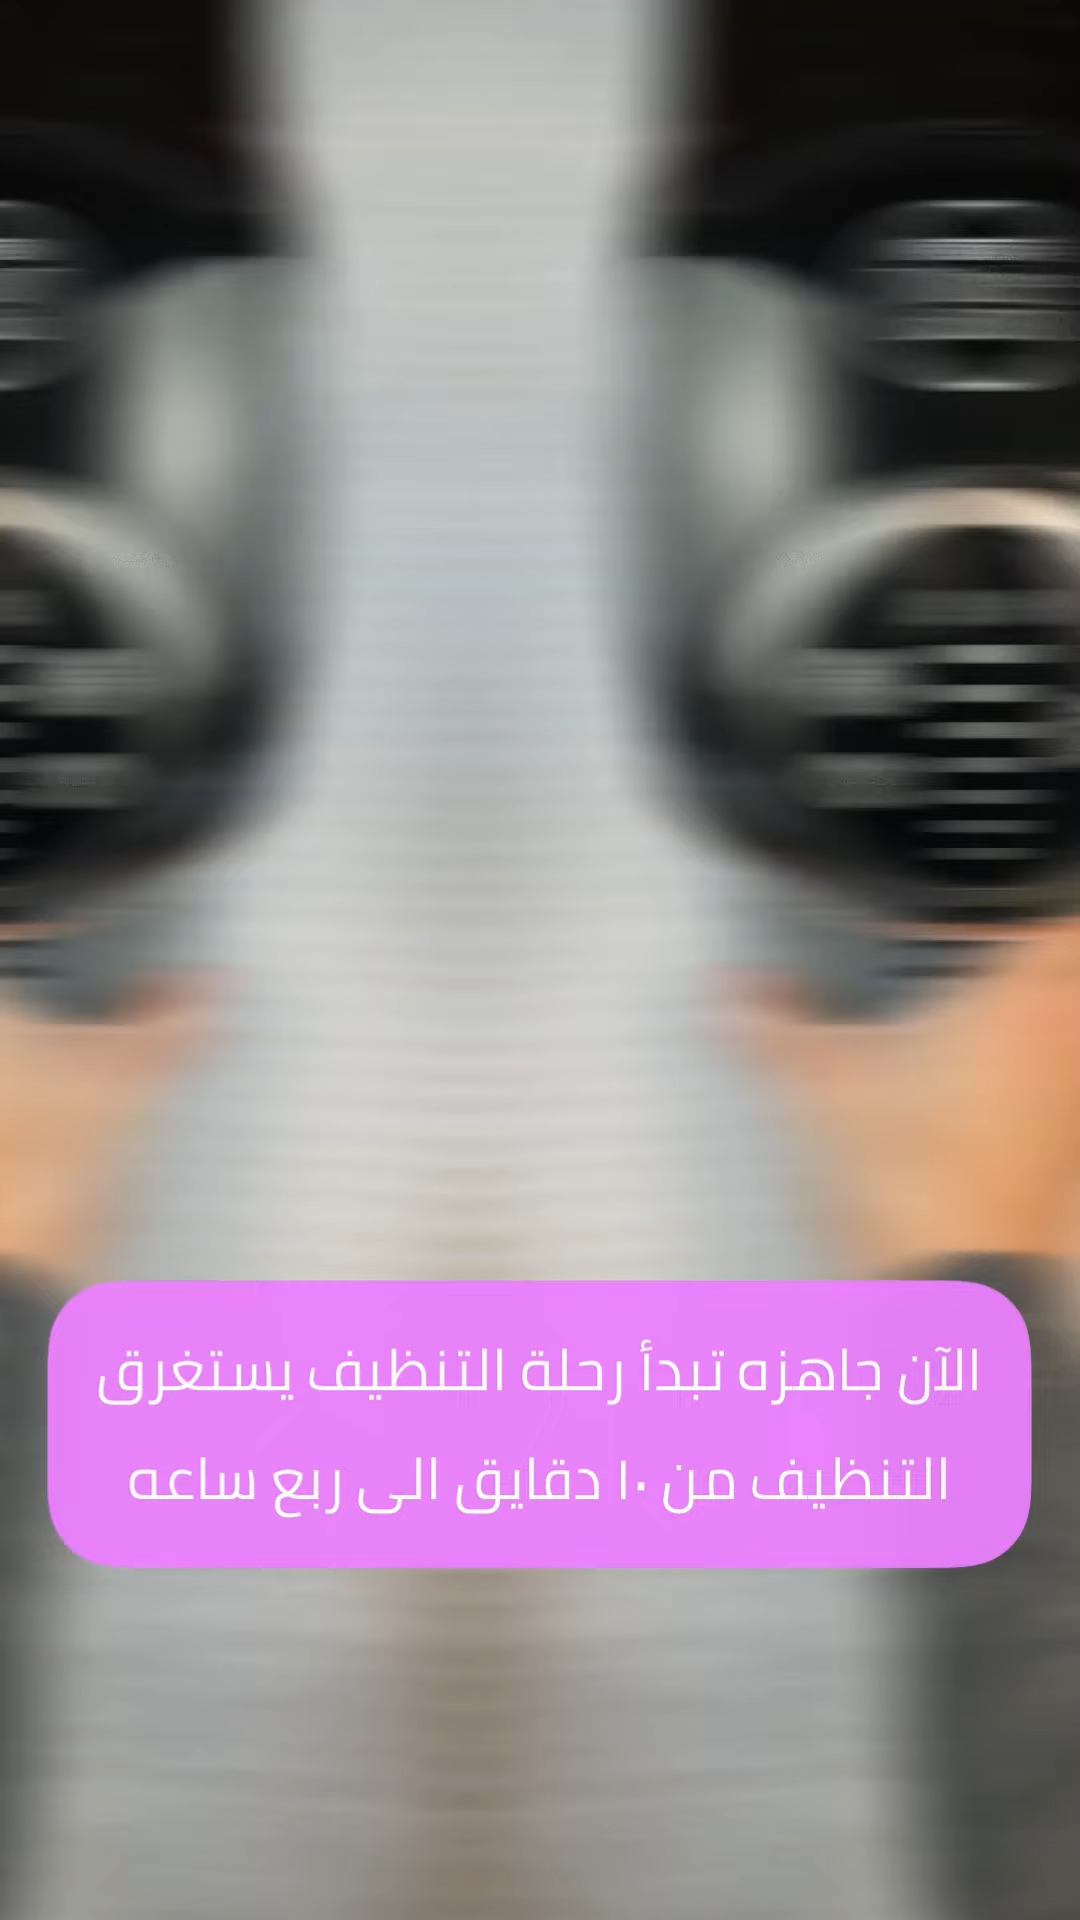 الآن جاهزه تبدأ رحلة التنظيف يستغرق
التنظيف من ١٠ دقايق الى ربع ساعه